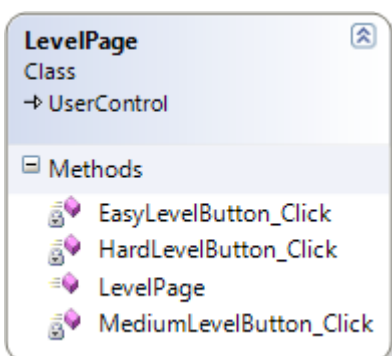 LevelPage
Class
UserControl
Methods
EasyLevelButton_Click
HardLevelButton_Click
LevelPage
MediumLevelButton_Click